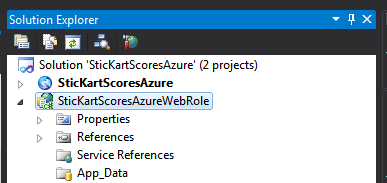 Solution Explorer
Solution 'SticKartScoresAzure' (2 projects)
SticKartScoresAzure
SticKartScoresAzureWebRole
Properties
References
Service References
App_Data